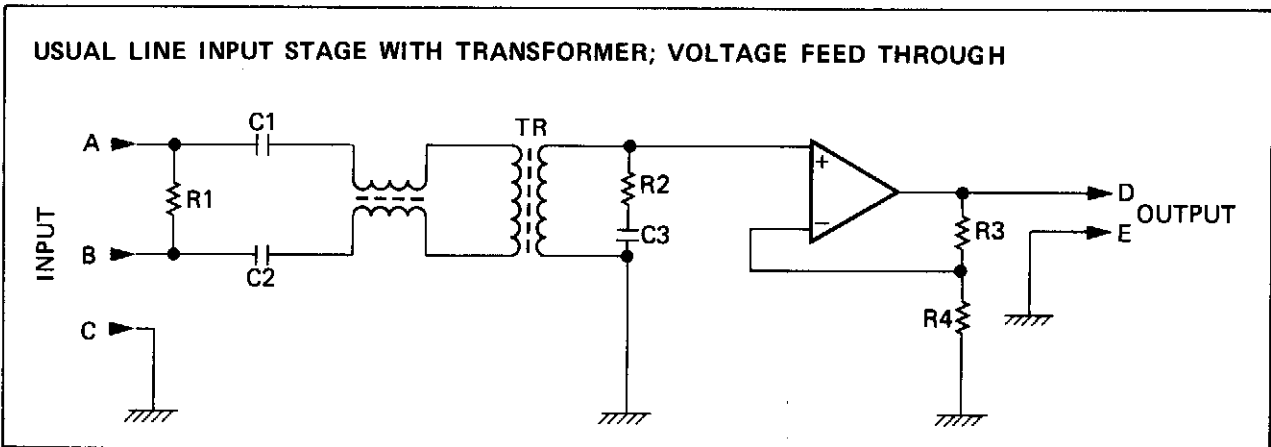 USUAL LINE INPUT STAGE WITH TRANSFORMER; VOLTAGE FEED THROUGH
A
C1
TR
R1
R2
+
D
OUTPUT
INPUT
B
C2
C3
−
R3
E
C
R4